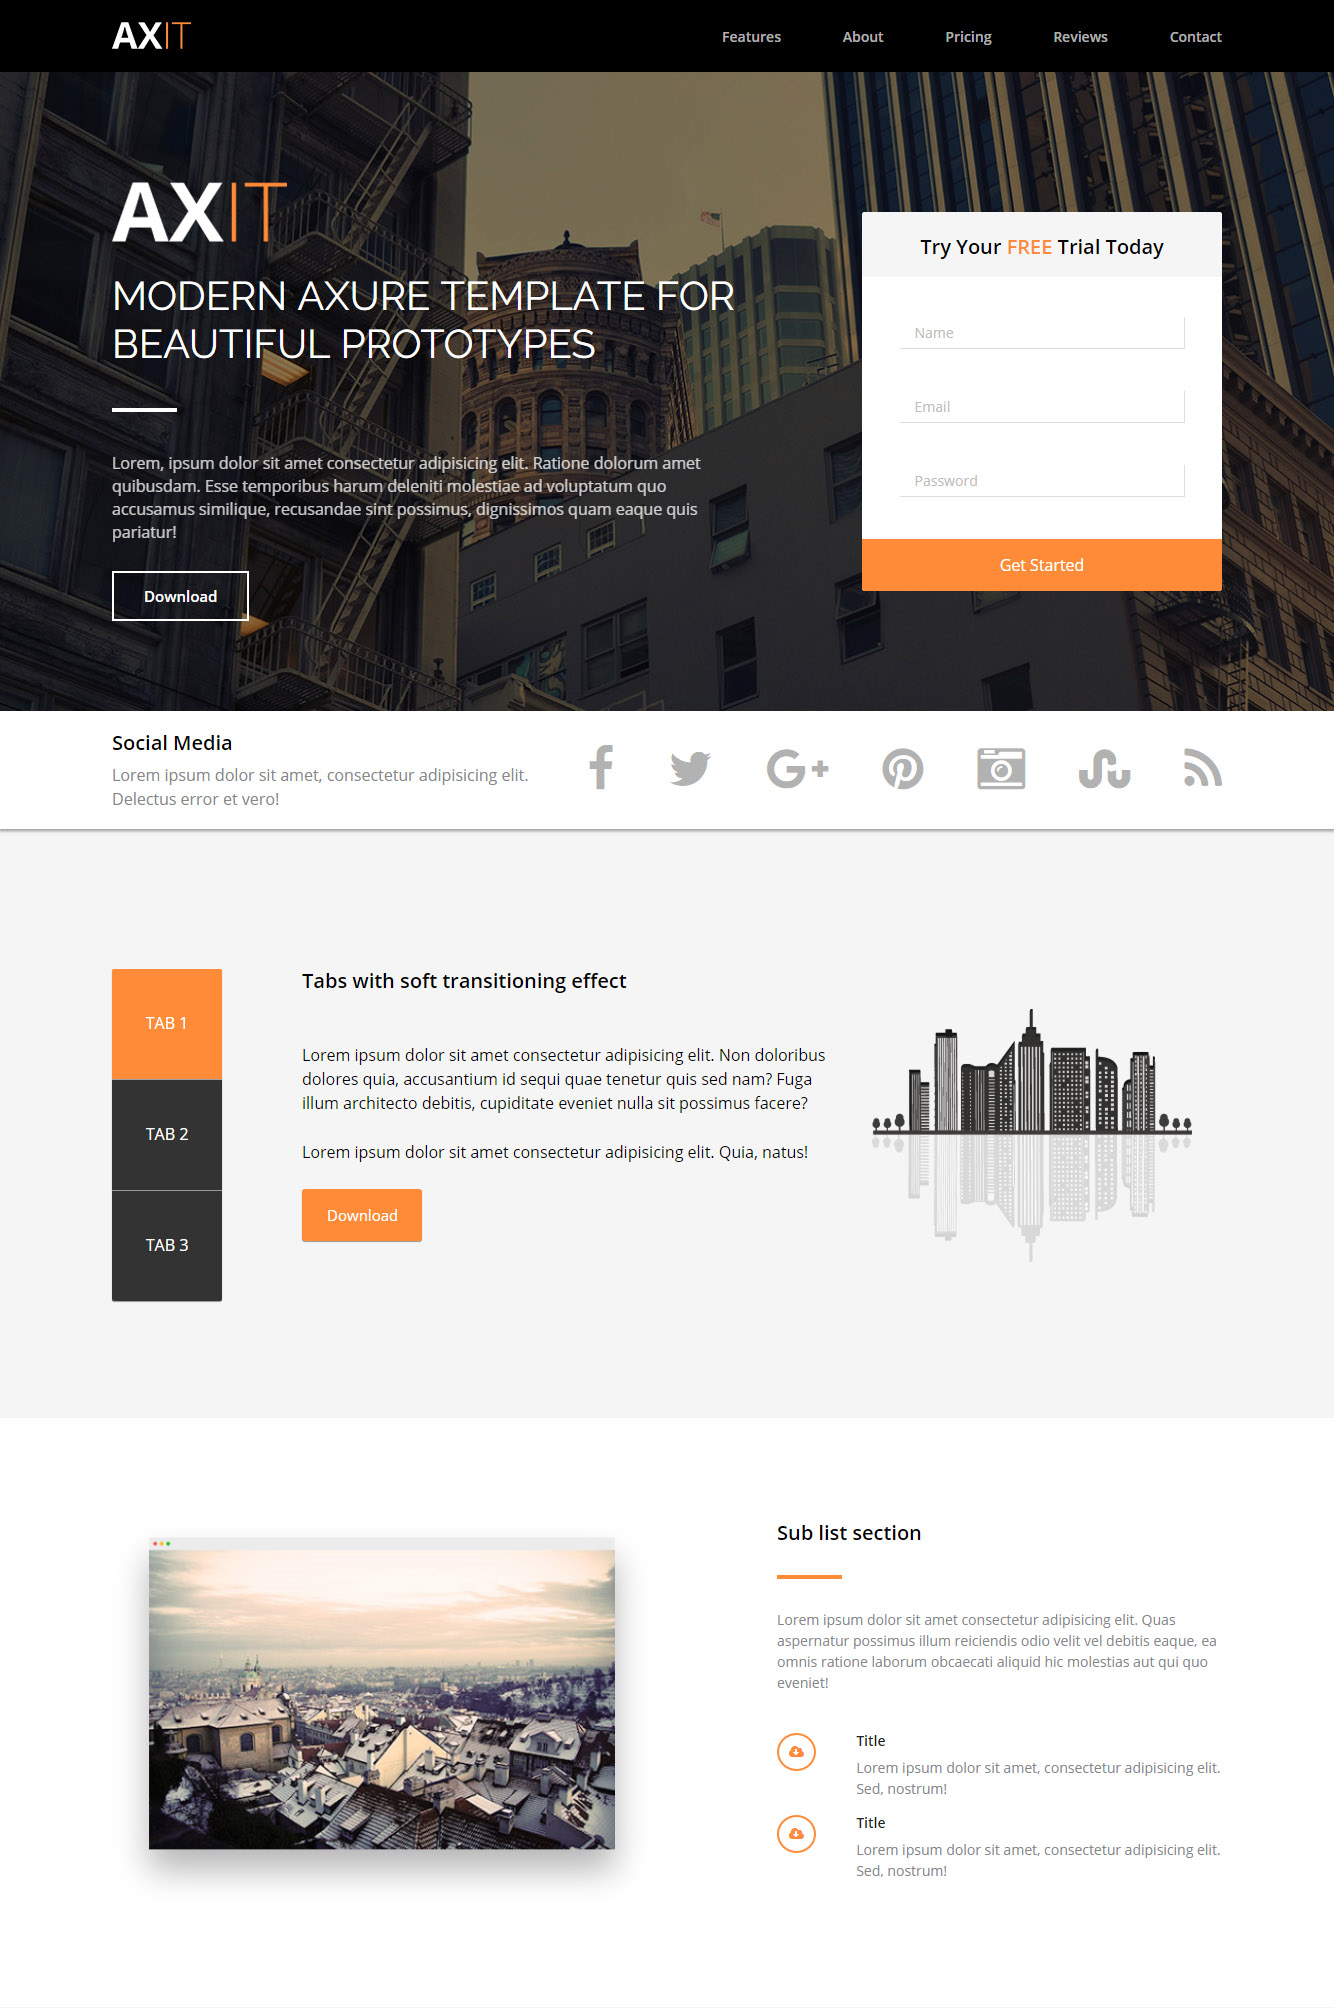 AXIT
Features
About
Pricing
Reviews
Contact
AXIT
MODERN AXURE TEMPLATE FOR
BEAUTIFUL PROTOTYPES
Lorem, ipsum dolor sit amet consectetur adipisicing elit. Ratione dolorum amet
quibusdam. Esse temporibus harum deleniti molestiae ad voluptatum quo
accusamus similique, recusandae sint possimus, dignissimos quam eaque quis
pariatur!
Download
Try Your FREE Trial Today
Name
Email
Password
Get Started
Social Media
Lorem ipsum dolor sit amet, consectetur adipisicing elit.
Delectus error et vero!
TAB 1
TAB 2
TAB 3
Tabs with soft transitioning effect
Lorem ipsum dolor sit amet consectetur adipisicing elit. Non doloribus
dolores quia, accusantium id sequi quae tenetur quis sed nam? Fuga
illum architecto debitis, cupiditate eveniet nulla sit possimus facere?
Lorem ipsum dolor sit amet consectetur adipisicing elit. Quia, natus!
Download
Sub list section
Lorem ipsum dolor sit amet consectetur adipisicing elit. Quas
aspernatur possimus illum reiciendis odio velit vel debitis eaque, ea
omnis ratione laborum obcaecati aliquid hic molestias aut qui quo
eveniet!
Title
Lorem ipsum dolor sit amet, consectetur adipisicing elit.
Sed, nostrum!
Title
Lorem ipsum dolor sit amet, consectetur adipisicing elit.
Sed, nostrum!